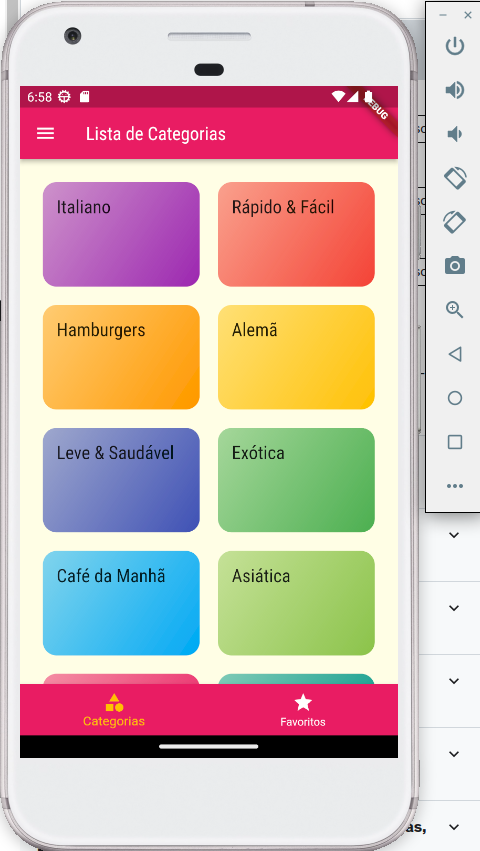 6:58
DEBUG
Lista de Categorias
Italiano
Rápido & Fácil
Hamburgers
Alemã
Leve & Saudável
Exótica
Café da Manhã
Asiática
Categorias
Favoritos
as,